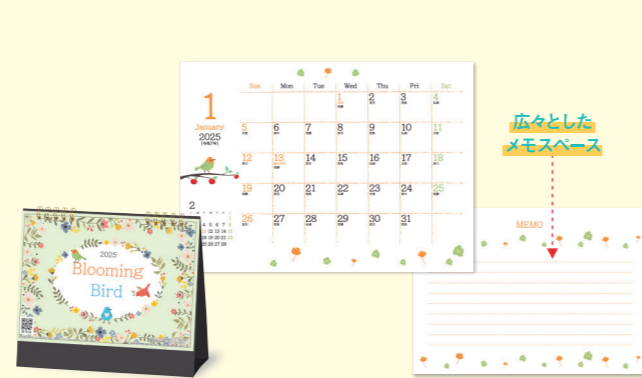 Sun Mon Tue Wed Thu Fri Sat
1
January
2025
1 2 3 4
5 6 7 8 9 10 11
12 13 14 15 16 17 18
19 20 21 22 23 24 25
26 27 28 29 30 31
2
広々とした
メモスペース
MEMO
2025
Blooming
Bird